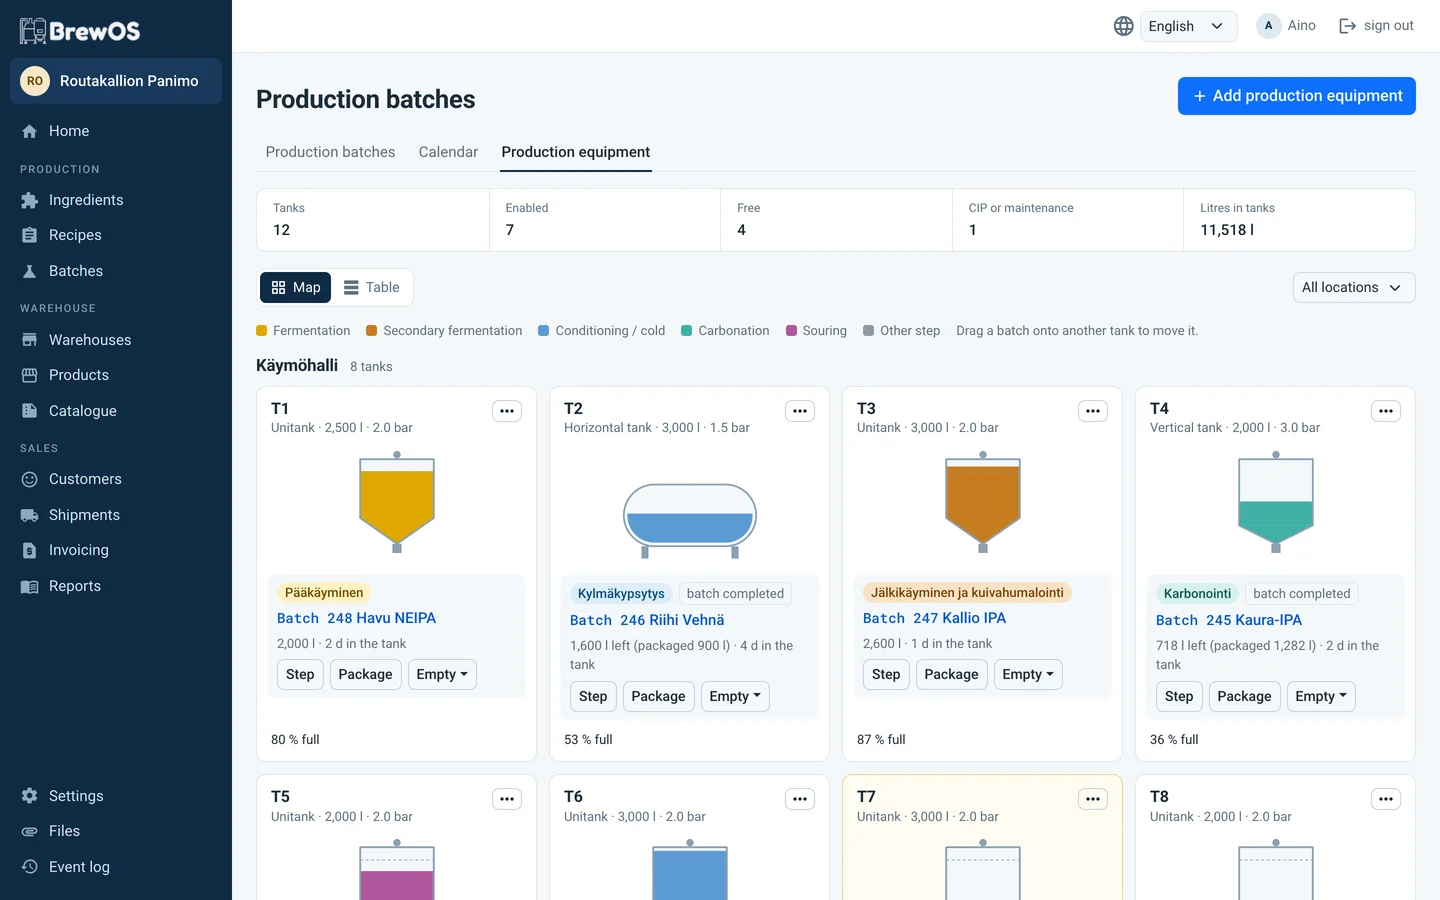 BrewOS
RO Routakallion Panimo
Home
PRODUCTION
Ingredients
Recipes
Batches
WAREHOUSE
Warehouses
Products
Catalogue
SALES
Customers
Shipments
Invoicing
Reports
Settings
Files
Event log
English
A Aino
sign out
Production batches
+ Add production equipment
Production batches Calendar Production equipment
Tanks
12
Enabled
7
Free
4
CIP or maintenance
1
Litres in tanks
11,518 l
Map Table
All locations
Fermentation Secondary fermentation Conditioning / cold Carbonation Souring Other step Drag a batch onto another tank to move it.
Käymöhalli 8 tanks
T1
Unitank · 2,500 l · 2.0 bar
Pääkäyminen
Batch 248 Havu NEIPA
2,000 l · 2 d in the tank
Step Package Empty
80 % full
T2
Horizontal tank · 3,000 l · 1.5 bar
Kylmäkypsytys batch completed
Batch 246 Riihi Vehnä
1,600 l left (packaged 900 l) · 4 d in the
tank
Step Package Empty
53 % full
T3
Unitank · 3,000 l · 2.0 bar
Jälkikäyminen ja kuivahumalointi
Batch 247 Kallio IPA
2,600 l · 1 d in the tank
Step Package Empty
87 % full
T4
Vertical tank · 2,000 l · 3.0 bar
Karbonointi batch completed
Batch 245 Kaura-IPA
718 l left (packaged 1,282 l) · 2 d in the
tank
Step Package Empty
36 % full
T5
Unitank · 2,000 l · 2.0 bar
T6
Unitank · 3,000 l · 2.0 bar
T7
Unitank · 3,000 l · 2.0 bar
T8
Unitank · 2,000 l · 2.0 bar